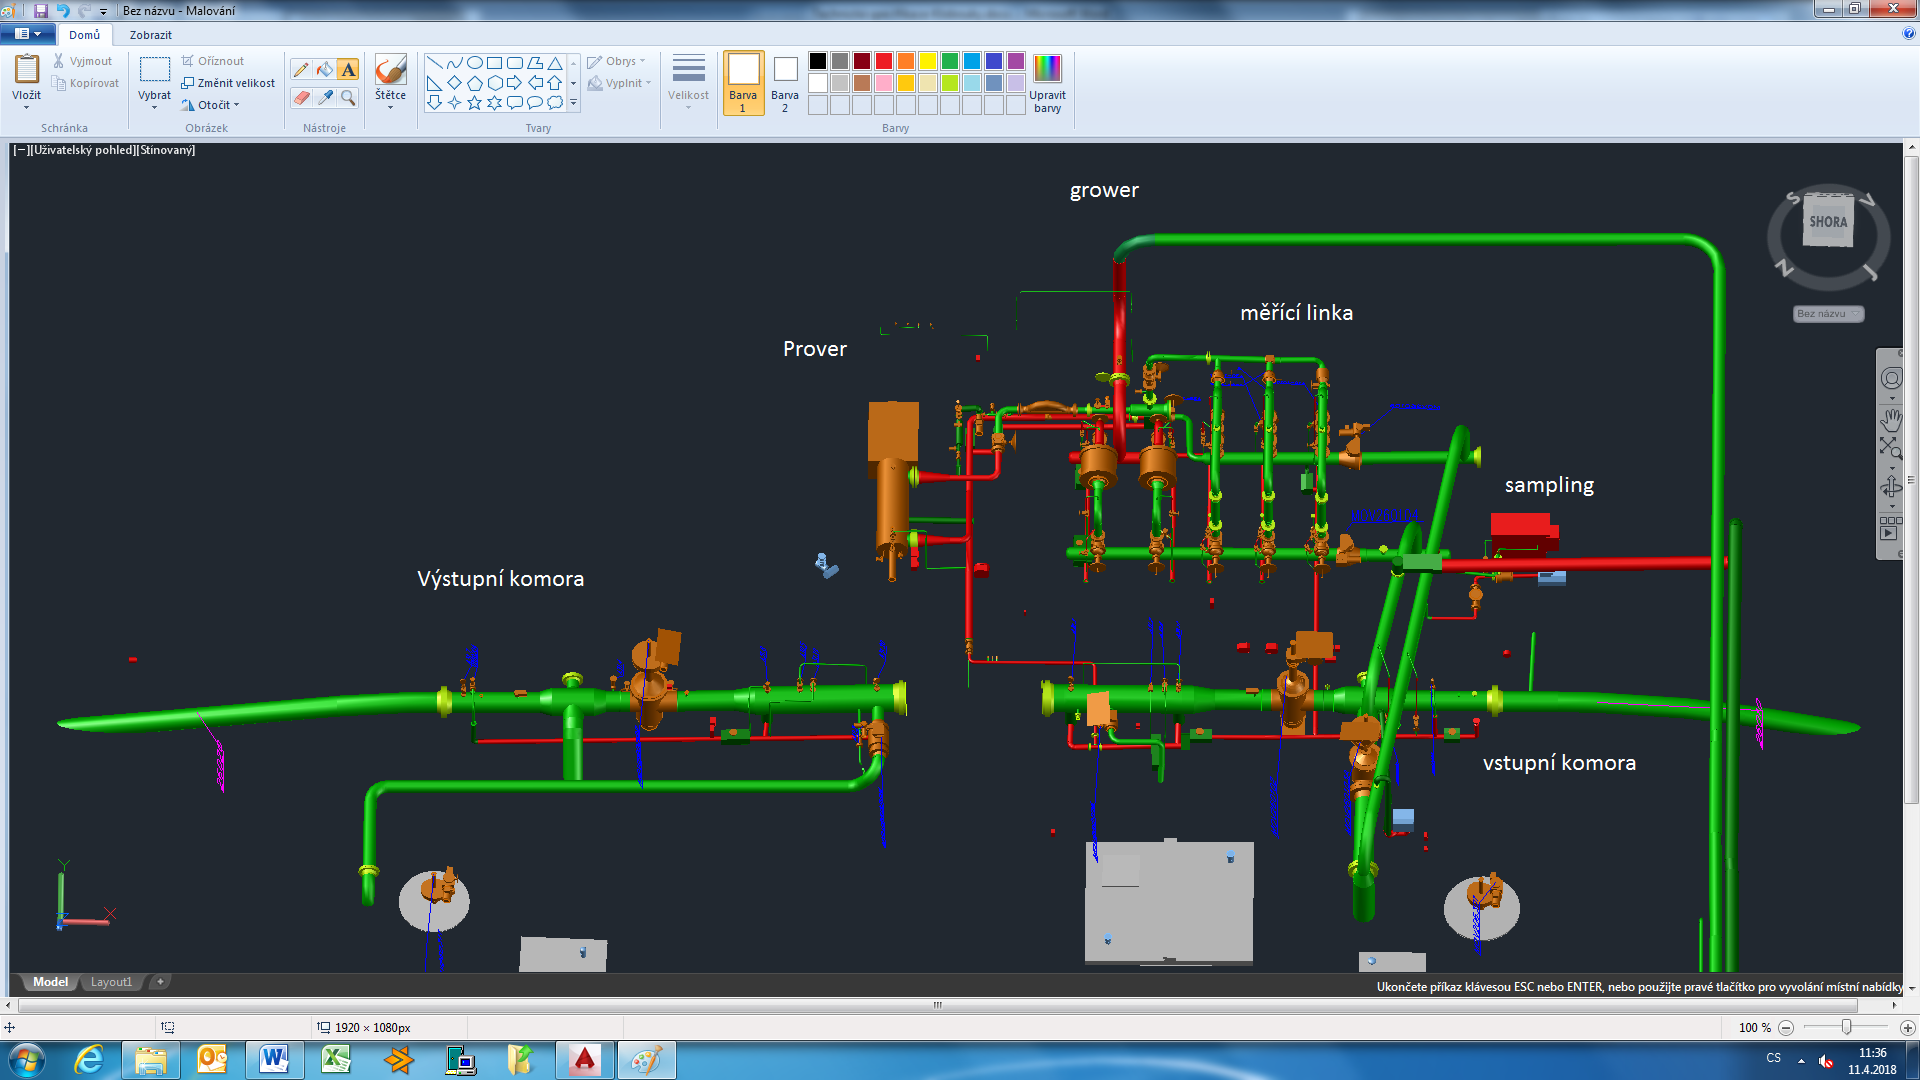 Bez názvu - Malování
Domů
Zobrazit
Vložit
Vyjmout
Kopírovat
Schránka
Vybrat
Oříznout
Změnit velikost
Otočit
Obrázek
A
Nástroje
Štětce
Tvary
Obrys
Vyplnit
Velikost
Barva
1
Barva
2
Upravit
barvy
Barvy
[−][Uživatelský pohled][Stínovaný]
grower
S
V
SHORA
Z
J
Bez názvu
měřící linka
Prover
sampling
Výstupní komora
vstupní komora
Y
X
Model
Layout1
+
Ukončete příkaz klávesou ESC nebo ENTER, nebo použijte pravé tlačítko pro vyvolání místní nabídky
1920 × 1080px
100 %
CS
11:36
11.4.2018